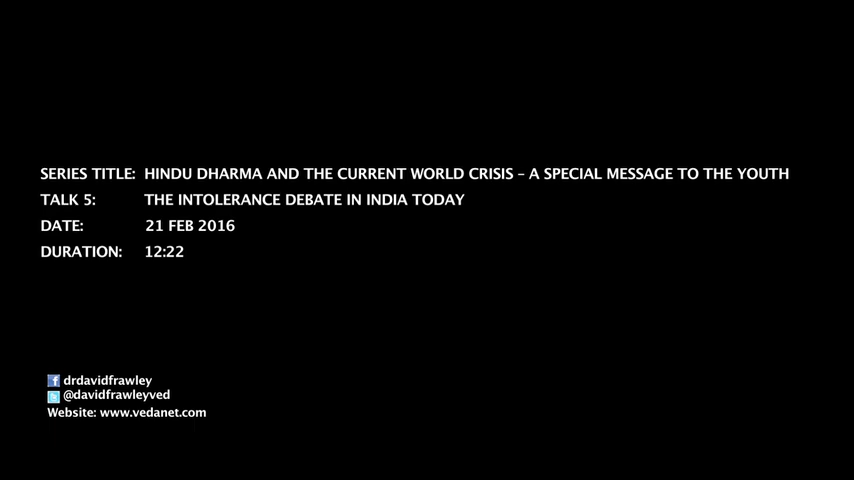 SERIES TITLE: HINDU DHARMA AND THE CURRENT WORLD CRISIS – A SPECIAL MESSAGE TO THE YOUTH
TALK 5: THE INTOLERANCE DEBATE IN INDIA TODAY
DATE: 21 FEB 2016
DURATION: 12:22
drdavidfrawley
@davidfrawleyved
Website: www.vedanet.com